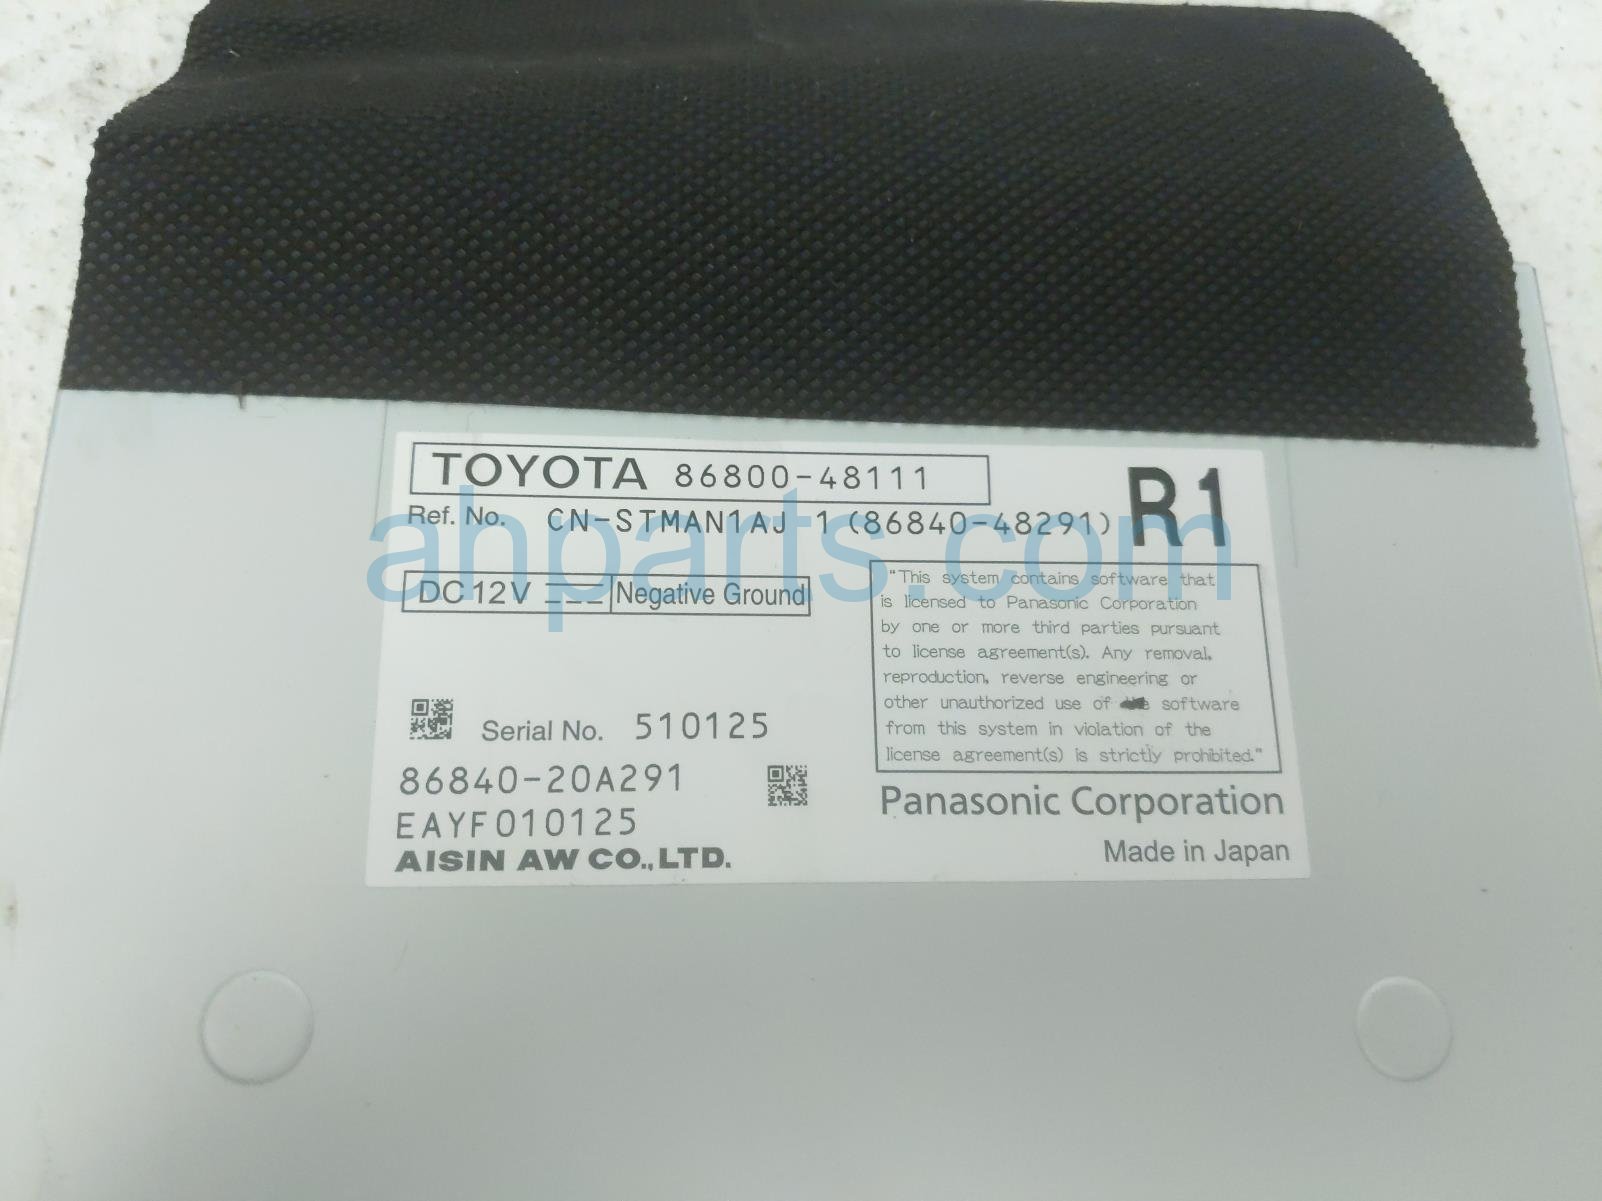 TOYOTA 86800-48111
R1
Ref. No. CN-STMAN1AJ 1 (86840-48291)
DC 12V Negative Ground
"This system contains software that
is licensed to Panasonic Corporation
by one or more third parties pursuant
to license agreement(s). Any removal,
reproduction, reverse engineering or
other unauthorized use of software
from this system in violation of the
license agreement(s) is strictly prohibited."
Serial No. 510125
86840-20A291
EAYF010125
AISIN AW CO., LTD.
Panasonic Corporation
Made in Japan
ahparts.com